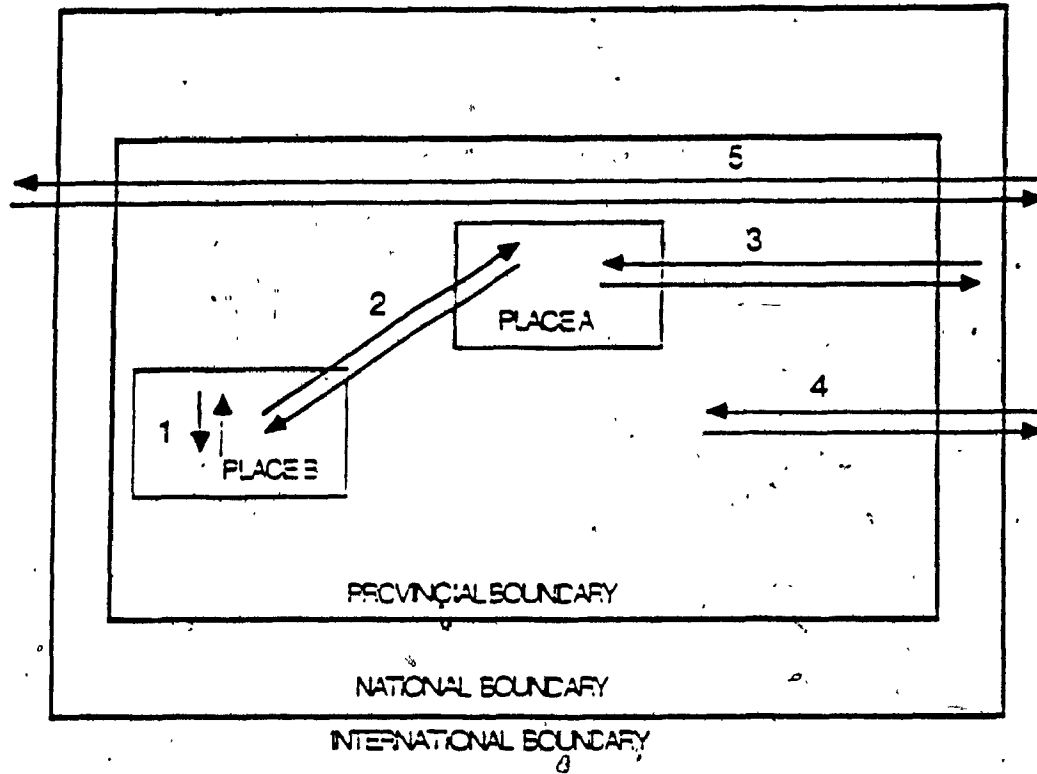 5
3
2
PLACE A
4
1
PLACE B
PROVINCIAL BOUNDARY
NATIONAL BOUNDARY
INTERNATIONAL BOUNDARY